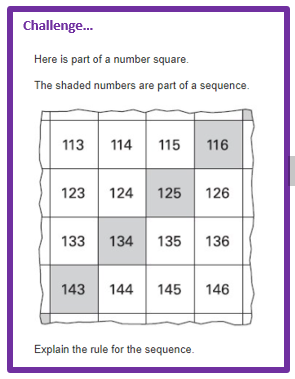 Challenge...
Here is part of a number square.
The shaded numbers are part of a sequence.
113 114 115 116
123 124 125 126
133 134 135 136
143 144 145 146
Explain the rule for the sequence.